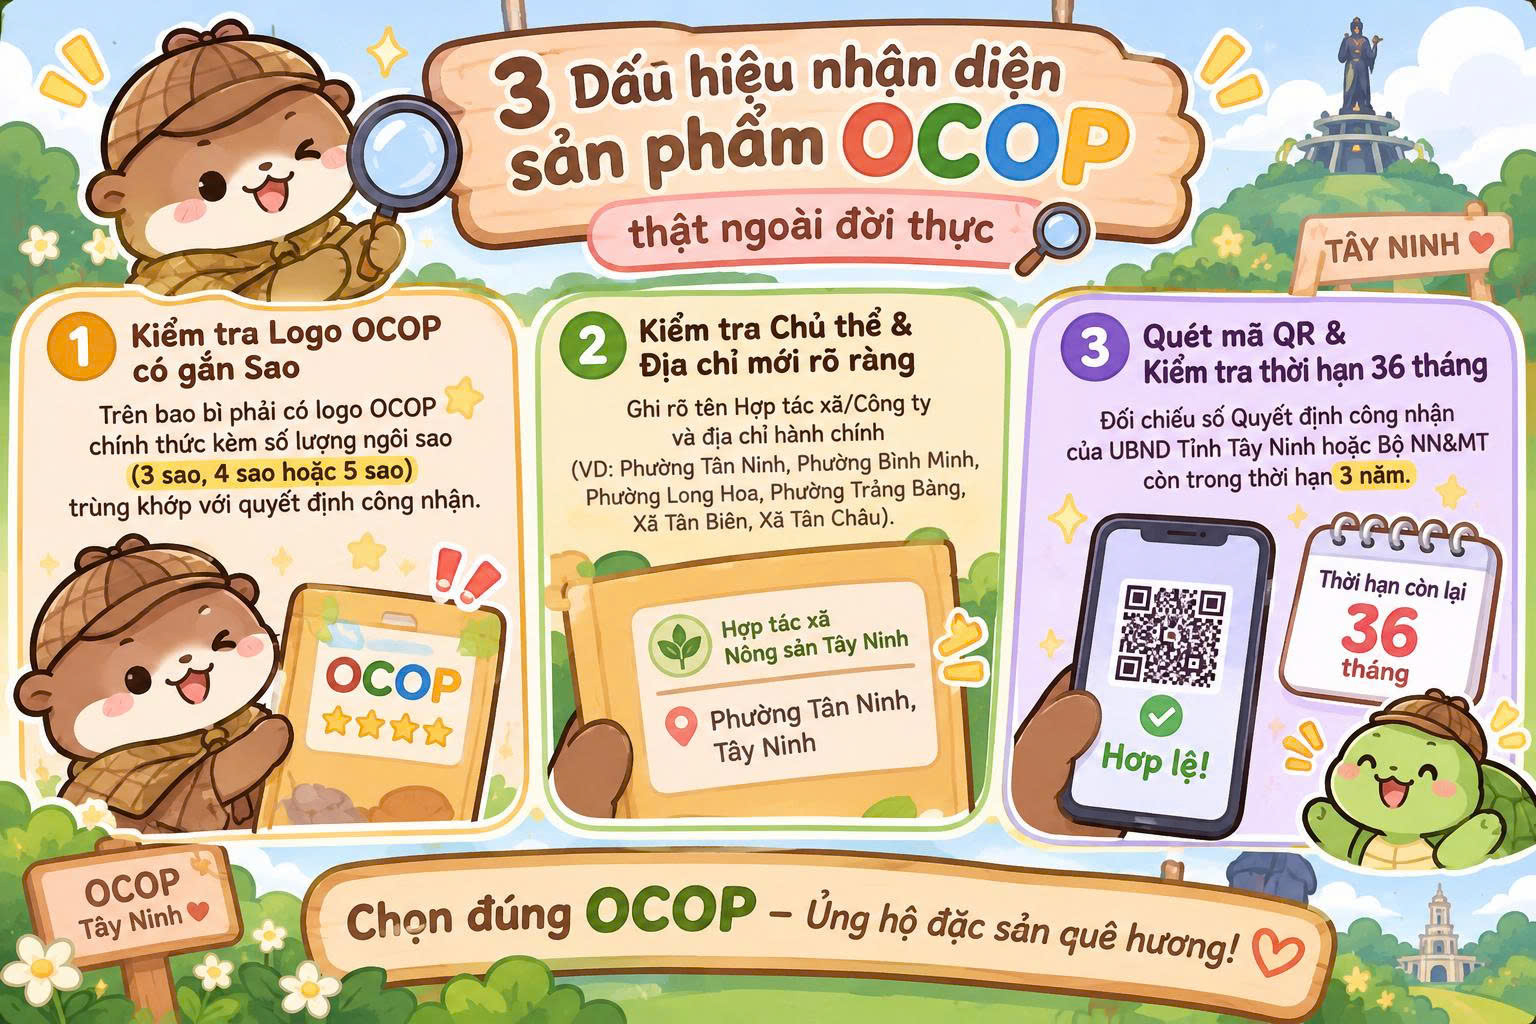 3 Dấu hiệu nhận diện
sản phẩm OCOP
thật ngoài đời thực
TÂY NINH
1
Kiểm tra Logo OCOP
có gắn Sao
Trên bao bì phải có logo OCOP
chính thức kèm số lượng ngôi sao
(3 sao, 4 sao hoặc 5 sao)
trùng khớp với quyết định công nhận.
OCOP
2
Kiểm tra Chủ thể &
Địa chỉ mới rõ ràng
Ghi rõ tên Hợp tác xã/Công ty
và địa chỉ hành chính
(VD: Phường Tân Ninh, Phường Bình Minh,
Phường Long Hoa, Phường Trảng Bàng,
Xã Tân Biên, Xã Tân Châu).
Hợp tác xã
Nông sản Tây Ninh
Phường Tân Ninh,
Tây Ninh
3
Quét mã QR &
Kiểm tra thời hạn 36 tháng
Đối chiếu số Quyết định công nhận
của UBND Tỉnh Tây Ninh hoặc Bộ NN&MT
còn trong thời hạn 3 năm.
Hơp lệ!
Thời hạn còn lại
36
tháng
OCOP
Tây Ninh
Chọn đúng OCOP – Ủng hộ đặc sản quê hương!